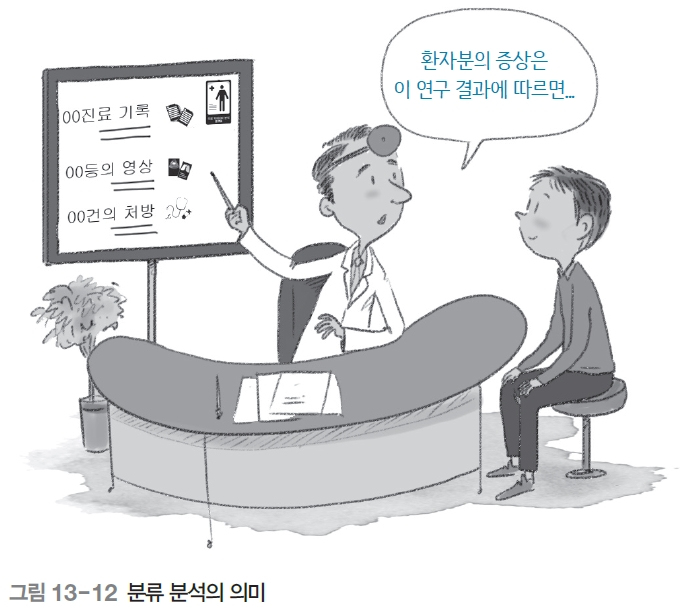 환자분의 증상은
이 연구 결과에 따르면...
00진료 기록
00등의 영상
00건의 처방
그림 13-12 분류 분석의 의미